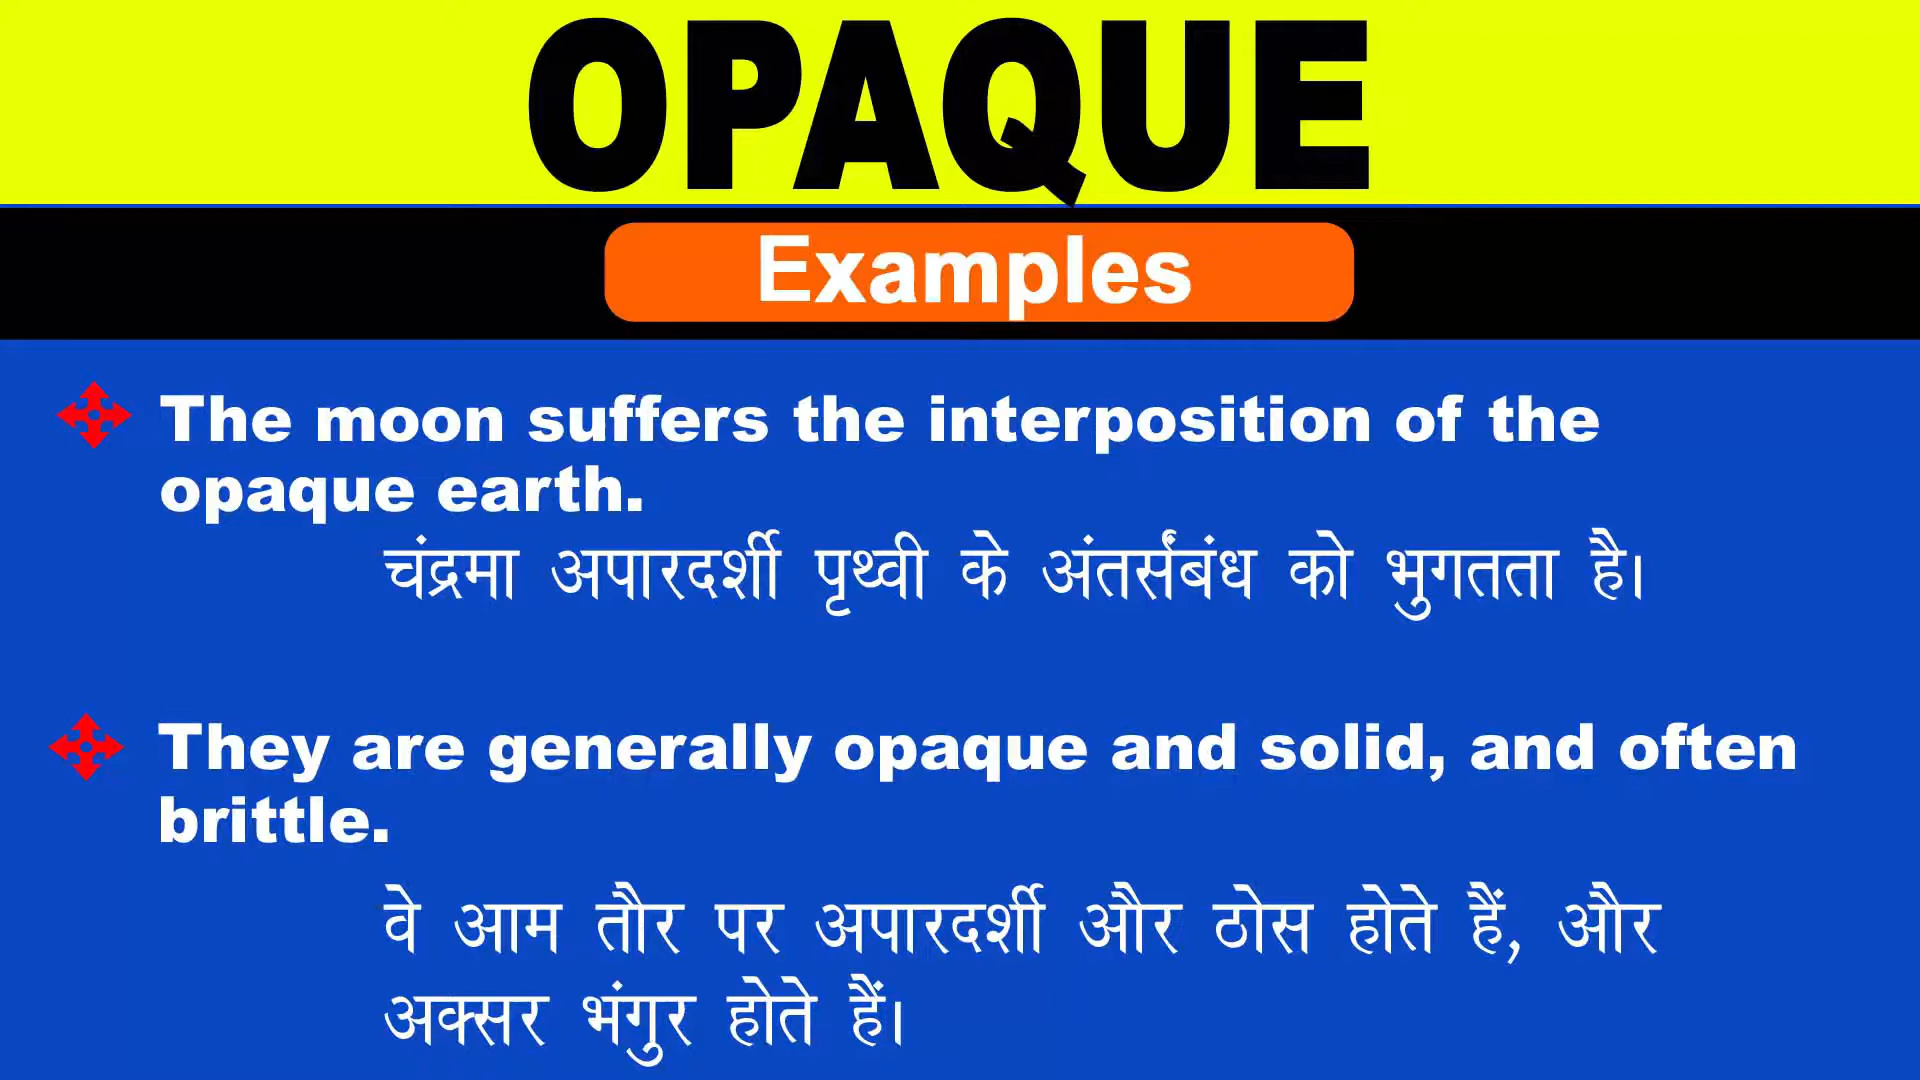 OPAQUE
Examples
The moon suffers the interposition of the
opaque earth.
चंद्रमा अपारदर्शी पृथ्वी के अंतर्संबंध को भुगतता है।
They are generally opaque and solid, and often
brittle.
वे आम तौर पर अपारदर्शी और ठोस होते हैं, और
अक्सर भंगुर होते हैं।